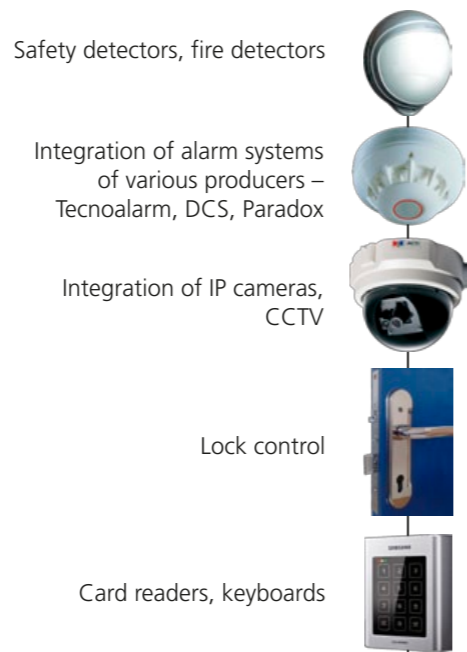 Safety detectors, fire detectors
Integration of alarm systems
of various producers –
Tecnoalarm, DCS, Paradox
Integration of IP cameras,
CCTV
Lock control
SAMSUNG
Card readers, keyboards